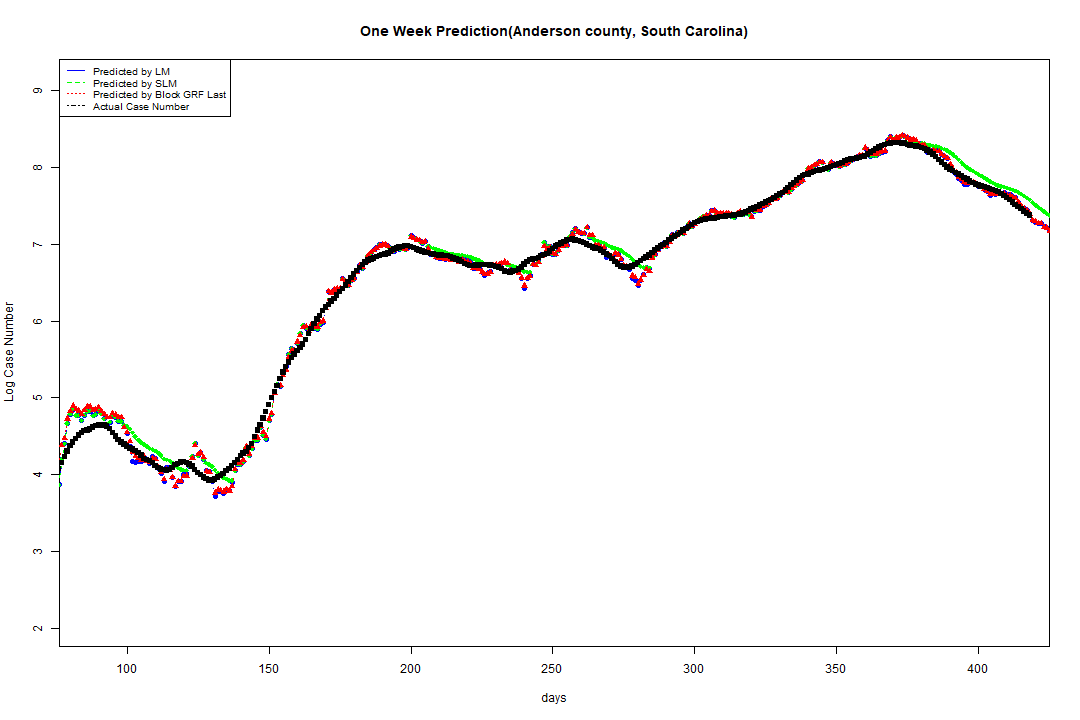 One Week Prediction(Anderson county, South Carolina)
Predicted by LM
Predicted by SLM
Predicted by Block GRF Last
Actual Case Number
9
8
7
6
5
4
3
2
Log Case Number
100 150 200 250 300 350 400
days